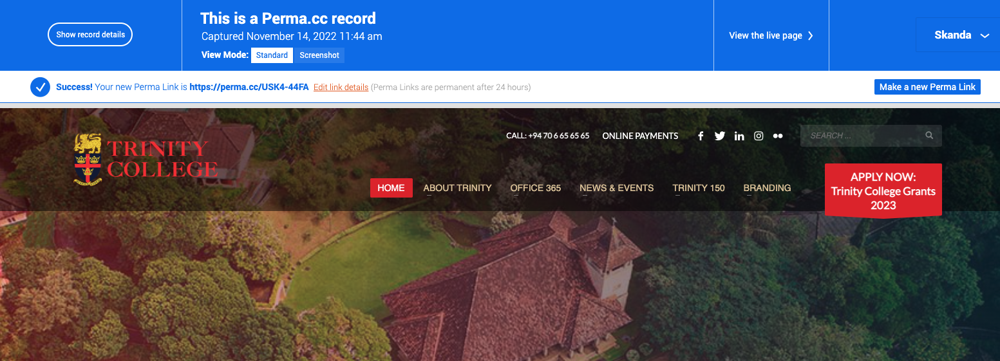 Show record details
This is a Perma.cc record
Captured November 14, 2022 11:44 am
View Mode: Standard Screenshot
View the live page
Skanda
Success! Your new Perma Link is https://perma.cc/USK4-44FA Edit link details (Perma Links are permanent after 24 hours)
Make a new Perma Link
TRINITY
COLLEGE
CALL: +94 70 6 65 65 65
ONLINE PAYMENTS
SEARCH ...
HOME
ABOUT TRINITY
OFFICE 365
NEWS & EVENTS
TRINITY 150
BRANDING
APPLY NOW:
Trinity College Grants
2023